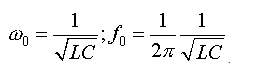 ω₀ = 1/√LC ; f₀ = 1/2π 1/√LC